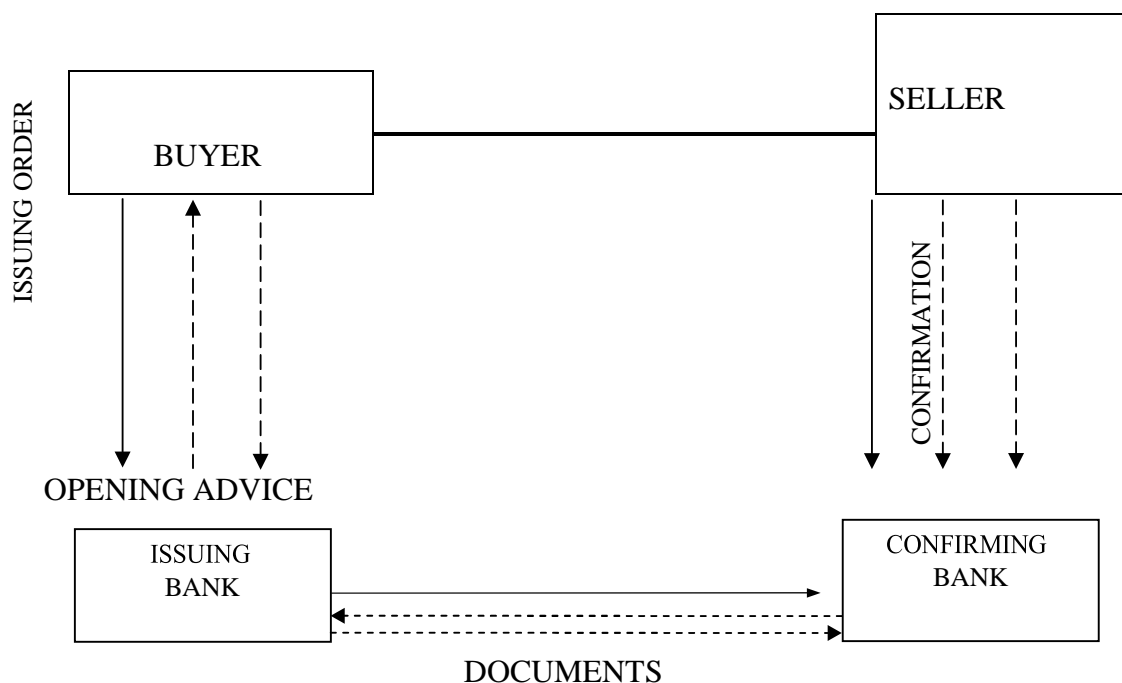 SELLER
BUYER
ISSUING ORDER
CONFIRMATION
OPENING ADVICE
ISSUING
BANK
CONFIRMING
BANK
DOCUMENTS